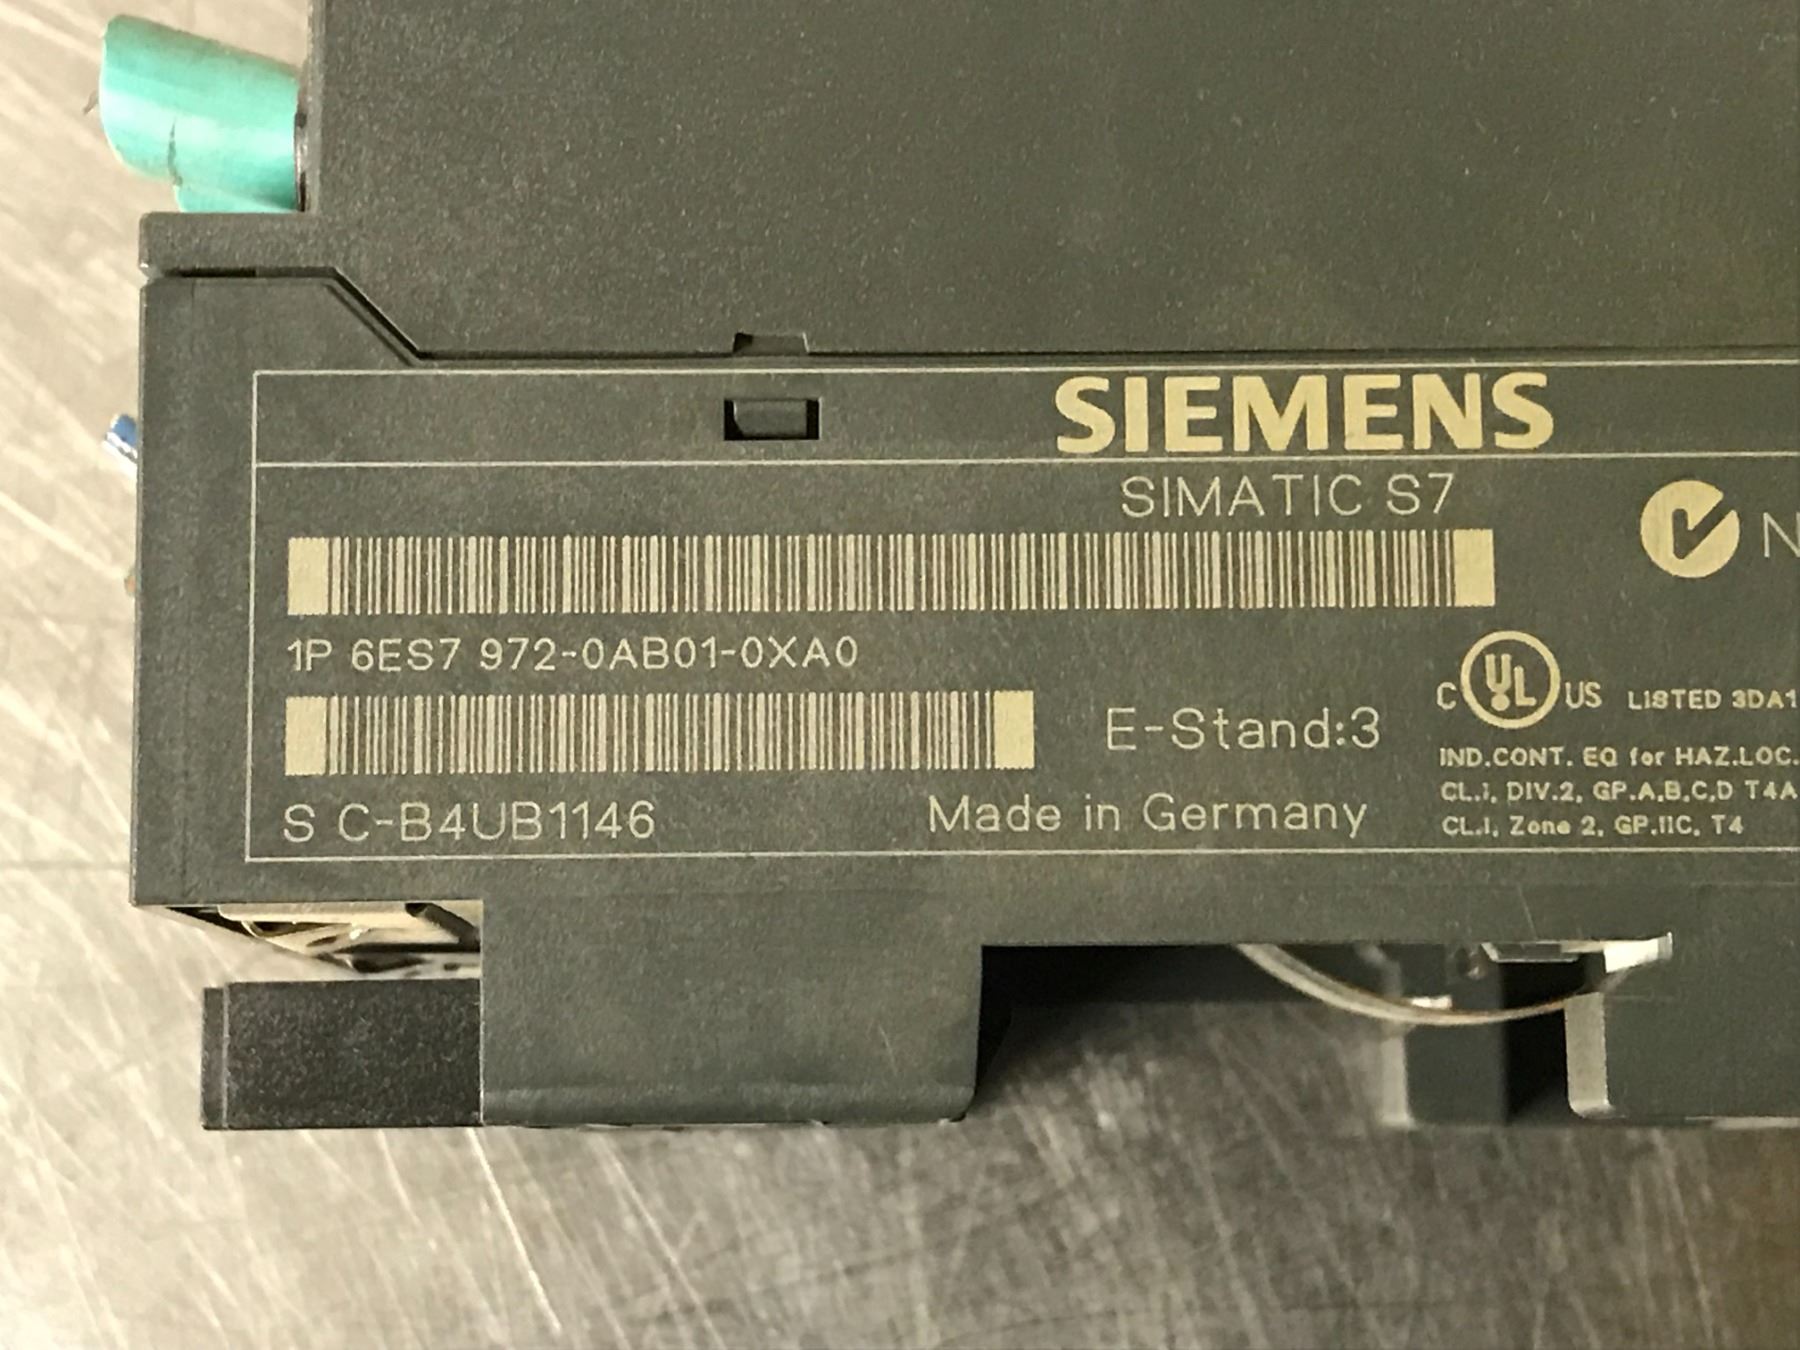 SIEMENS
SIMATIC S7
N
1P 6ES7 972-0AB01-0XA0
C UL US LISTED 3DA1
E-Stand:3
IND.CONT. EQ for HAZ.LOC.
CL.I, DIV.2, GP.A,B,C,D T4A
S C-B4UB1146
Made in Germany
CL.I, Zone 2, GP.IIC, T4